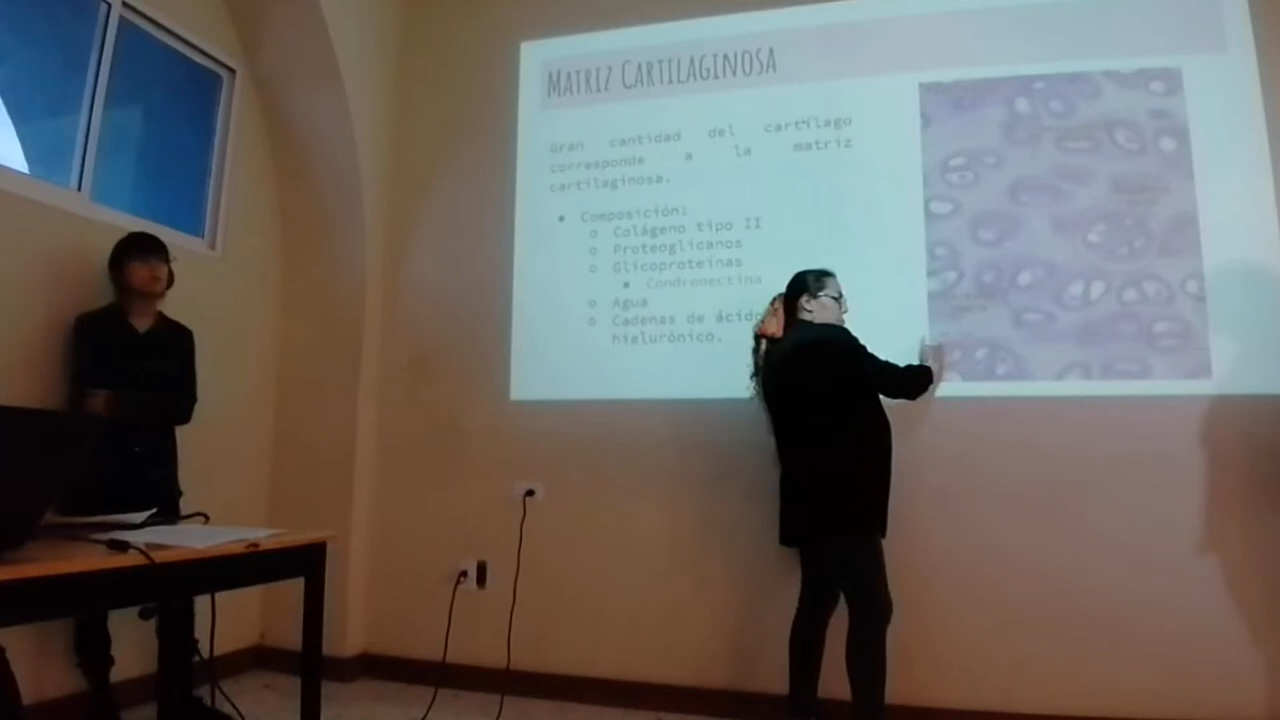 MATRIZ CARTILAGINOSA
Gran cantidad del cartílago
corresponde a la matriz
cartilaginosa.
Composición:
Colágeno tipo II
Proteoglicanos
Glicoproteínas
Condronectina
Agua
Cadenas de ácido
hialurónico.